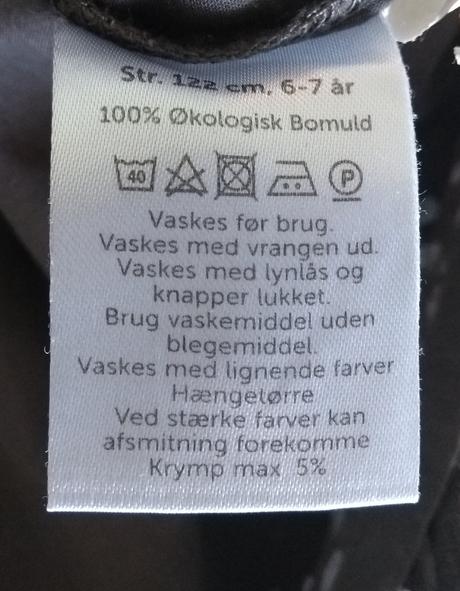 Str. 122 cm, 6-7 år
100% Økologisk Bomuld
40 P
Vaskes før brug.
Vaskes med vrangen ud.
Vaskes med lynlås og
knapper lukket.
Brug vaskemiddel uden
blegemiddel.
Vaskes med lignende farver
Hængetørre
Ved stærke farver kan
afsmitning forekomme
Krymp max 5%